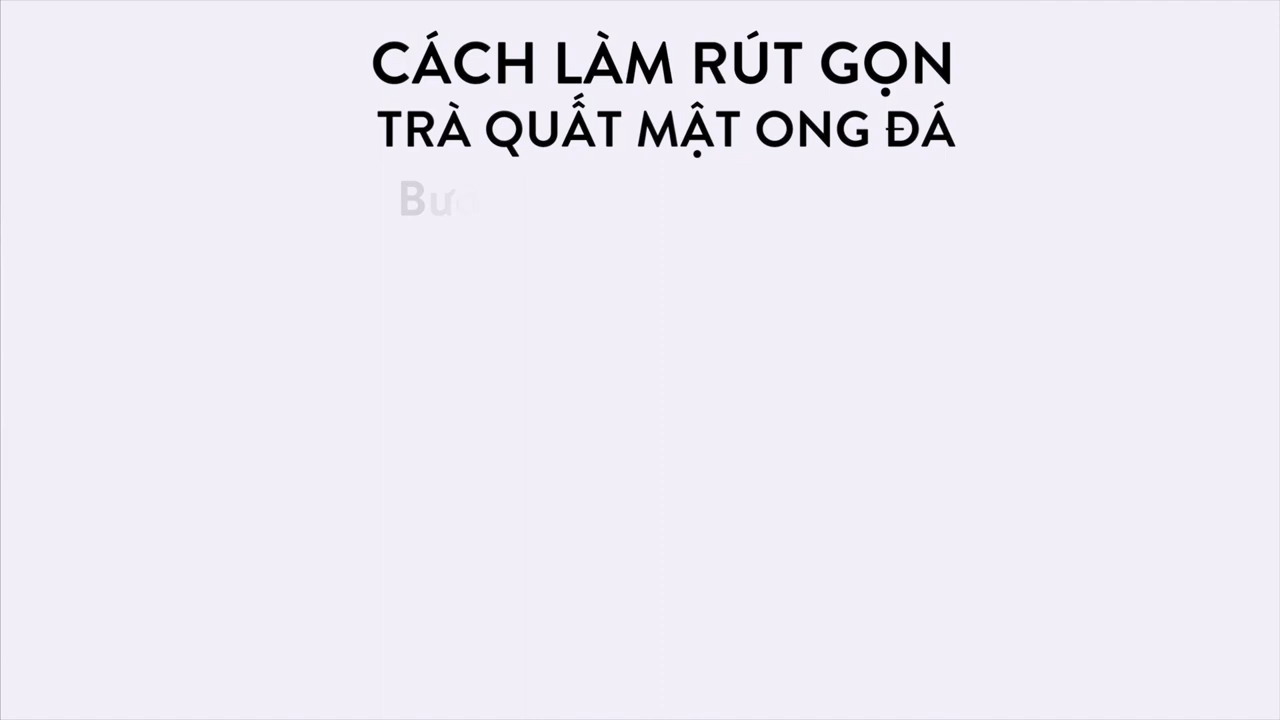 CÁCH LÀM RÚT GỌN
TRÀ QUẤT MẬT ONG ĐÁ